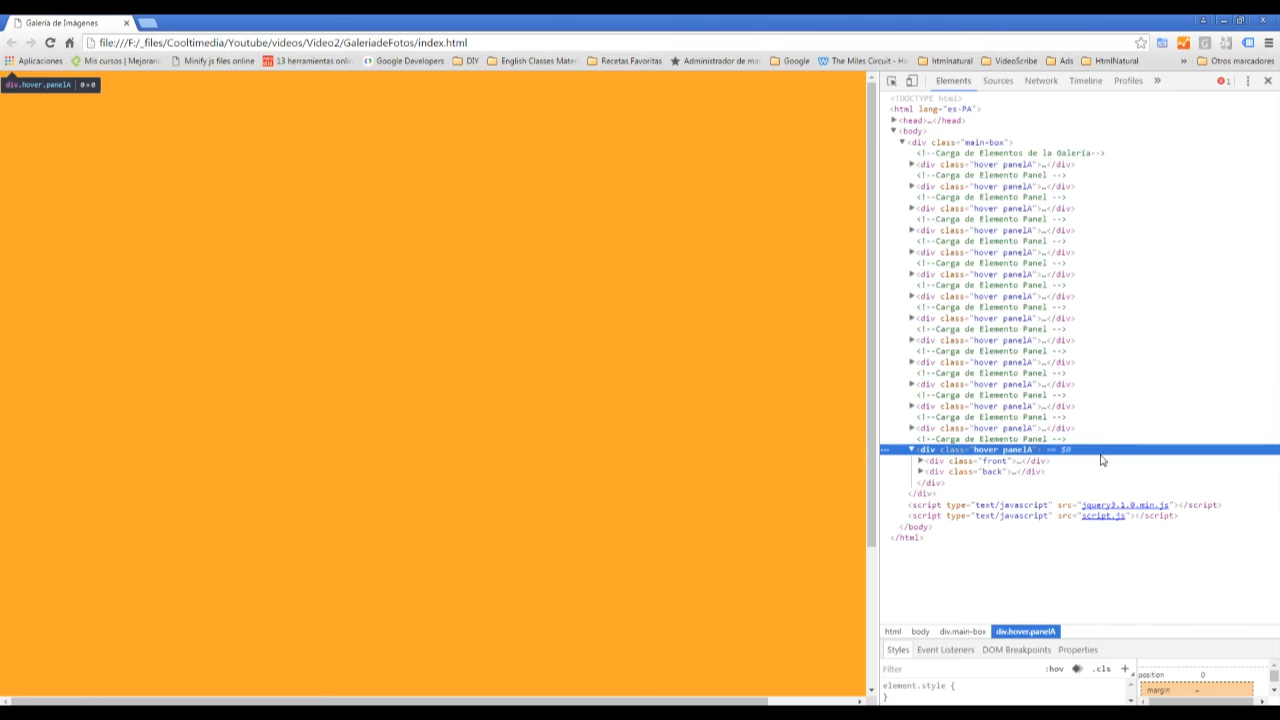 Galería de Imágenes
file:///F:/_files/Cooltimedia/Youtube/videos/Video2/GaleriadeFotos/index.html
Aplicaciones Mis cursos | Mejoran Minify js files online 13 herramientas onli Google Developers DIY English Classes Mate Recetas Favoritas Administrador de ma Google The Miles Circuit - Ho htmlnatural VideoScribe Ads HtmlNatural » Otros marcadores
div.hover.panelA | 0×0
Elements Sources Network Timeline Profiles » 1
<!DOCTYPE html>
<html lang="es-PA">
<head>…</head>
<body>
<div class="main-box">
<!--Carga de Elementos de la Galería-->
<div class="hover panelA">…</div>
<!--Carga de Elemento Panel -->
<div class="hover panelA">…</div>
<!--Carga de Elemento Panel -->
<div class="hover panelA">…</div>
<!--Carga de Elemento Panel -->
<div class="hover panelA">…</div>
<!--Carga de Elemento Panel -->
<div class="hover panelA">…</div>
<!--Carga de Elemento Panel -->
<div class="hover panelA">…</div>
<!--Carga de Elemento Panel -->
<div class="hover panelA">…</div>
<!--Carga de Elemento Panel -->
<div class="hover panelA">…</div>
<!--Carga de Elemento Panel -->
<div class="hover panelA">…</div>
<!--Carga de Elemento Panel -->
<div class="hover panelA">…</div>
<!--Carga de Elemento Panel -->
<div class="hover panelA">…</div>
<!--Carga de Elemento Panel -->
<div class="hover panelA">…</div>
<!--Carga de Elemento Panel -->
<div class="hover panelA">…</div>
<!--Carga de Elemento Panel -->
<div class="hover panelA"> == $0
<div class="front">…</div>
<div class="back">…</div>
</div>
</div>
<script type="text/javascript" src="jquery3.1.0.min.js"></script>
<script type="text/javascript" src="script.js"></script>
</body>
</html>
html body div.main-box div.hover.panelA
Styles Event Listeners DOM Breakpoints Properties
Filter :hov .cls + position 0
element.style { margin -
}